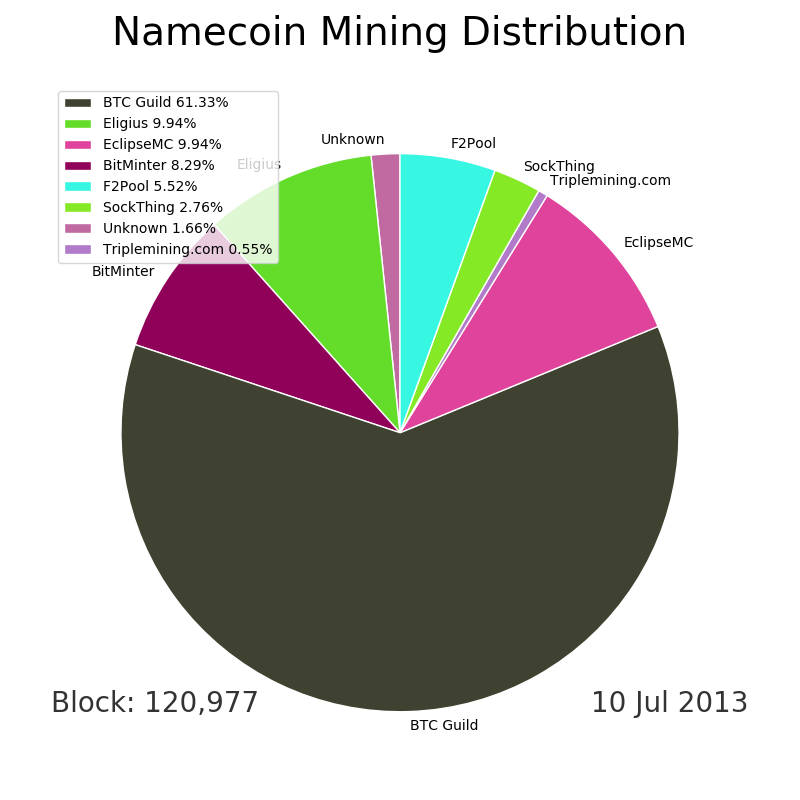 Namecoin Mining Distribution
BTC Guild 61.33%
Eligius 9.94%
EclipseMC 9.94%
BitMinter 8.29%
F2Pool 5.52%
SockThing 2.76%
Unknown 1.66%
Triplemining.com 0.55%
Unknown
F2Pool
Eligius
SockThing
Triplemining.com
EclipseMC
BitMinter
Block: 120,977
10 Jul 2013
BTC Guild